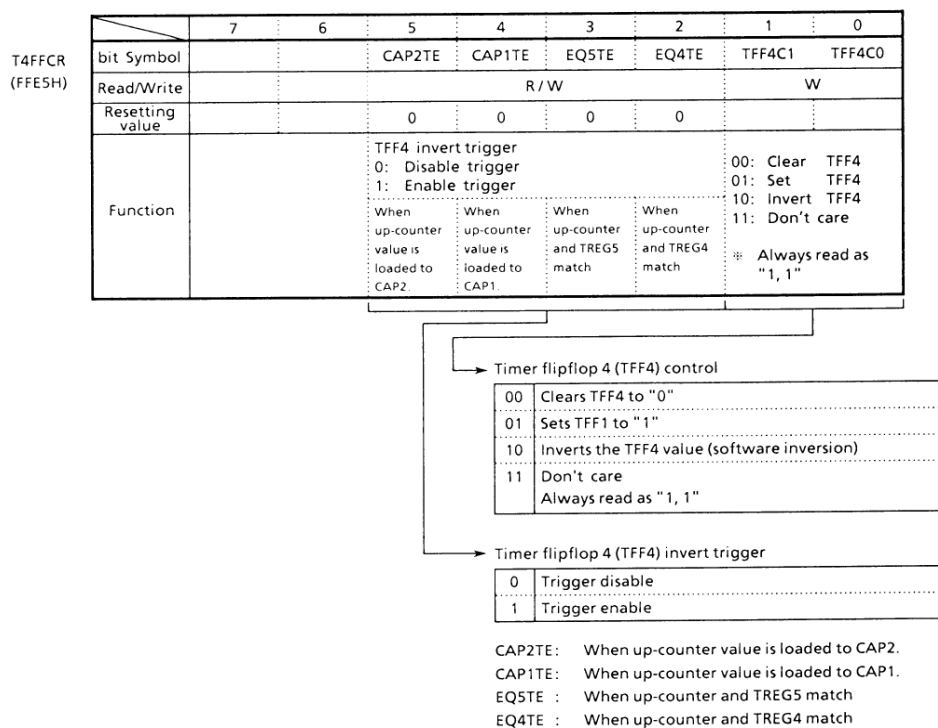 7 6 5 4 3 2 1 0
T4FFCR
(FFE5H)
bit Symbol CAP2TE CAP1TE EQ5TE EQ4TE TFF4C1 TFF4C0
Read/Write R/W W
Resetting value 0 0 0 0
Function
TFF4 invert trigger
0: Disable trigger
1: Enable trigger
When up-counter value is loaded to CAP2.
When up-counter value is loaded to CAP1.
When up-counter and TREG5 match
When up-counter and TREG4 match
00: Clear TFF4
01: Set TFF4
10: Invert TFF4
11: Don't care
※ Always read as
"1, 1"
Timer flipflop 4 (TFF4) control
00 Clears TFF4 to "0"
01 Sets TFF1 to "1"
10 Inverts the TFF4 value (software inversion)
11 Don't care
Always read as "1, 1"
Timer flipflop 4 (TFF4) invert trigger
0 Trigger disable
1 Trigger enable
CAP2TE: When up-counter value is loaded to CAP2.
CAP1TE: When up-counter value is loaded to CAP1.
EQ5TE : When up-counter and TREG5 match
EQ4TE : When up-counter and TREG4 match